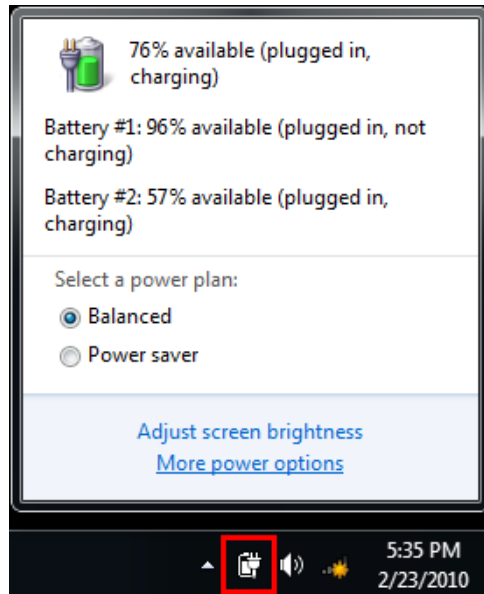 76% available (plugged in,
charging)
Battery #1: 96% available (plugged in, not
charging)
Battery #2: 57% available (plugged in,
charging)
Select a power plan:
Balanced
Power saver
Adjust screen brightness
More power options
5:35 PM
2/23/2010